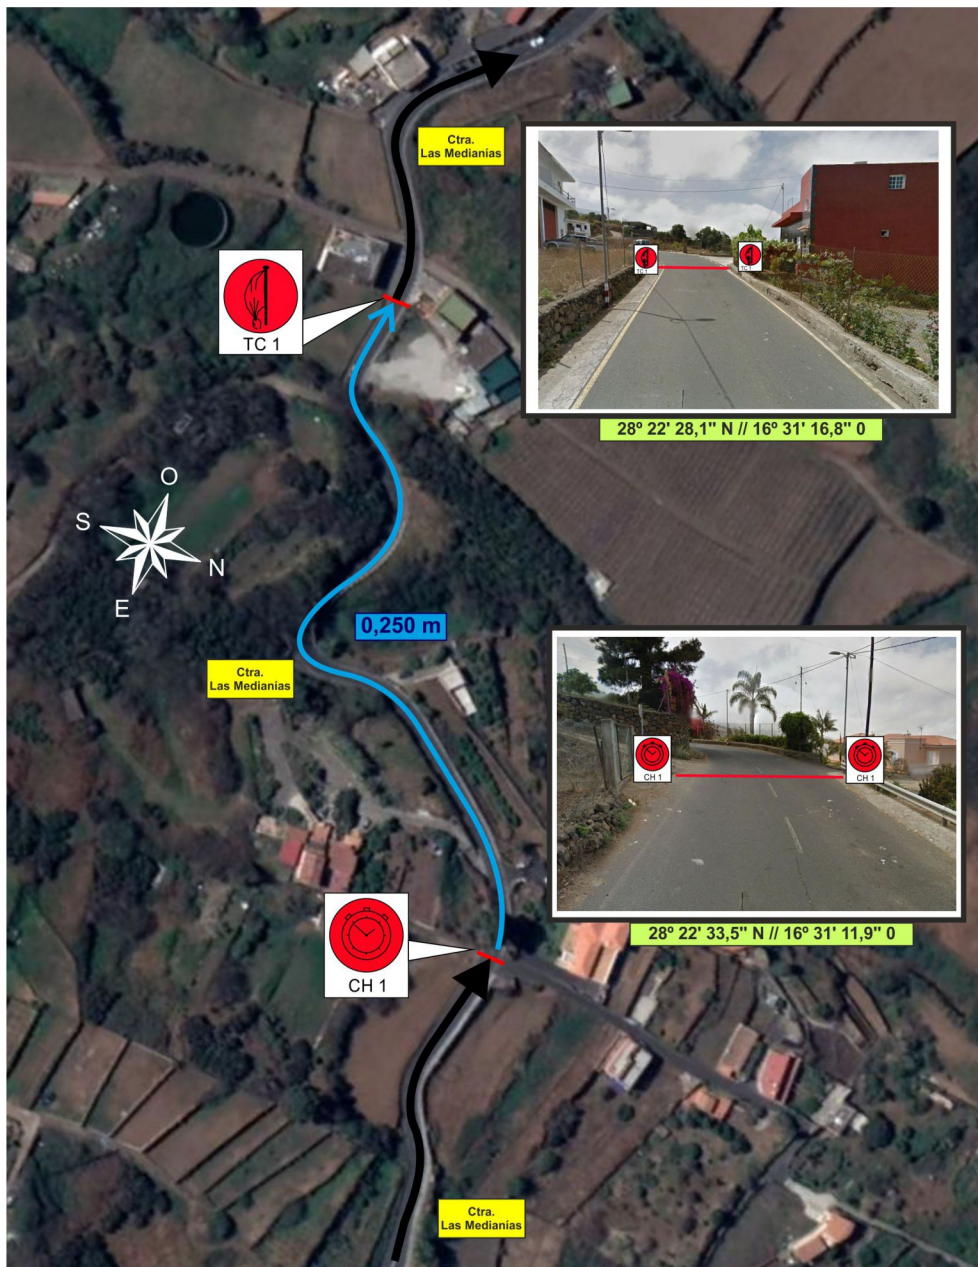 Ctra.
Las Medianías
TC 1
TC 1
TC 1
28º 22' 28,1" N // 16º 31' 16,8" 0
O
S
N
E
0,250 m
Ctra.
Las Medianías
CH 1
CH 1
28º 22' 33,5" N // 16º 31' 11,9" 0
CH 1
Ctra.
Las Medianías